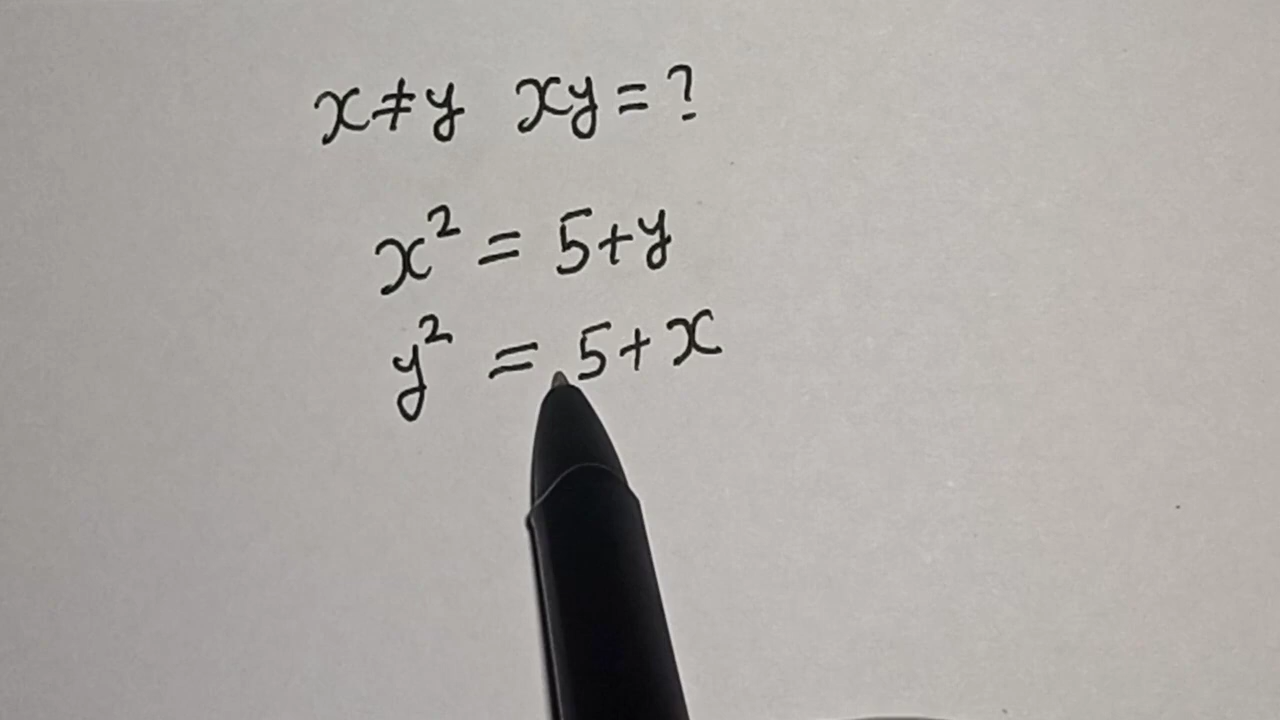 x≠y xy=?
x² = 5+y
y² = 5+x